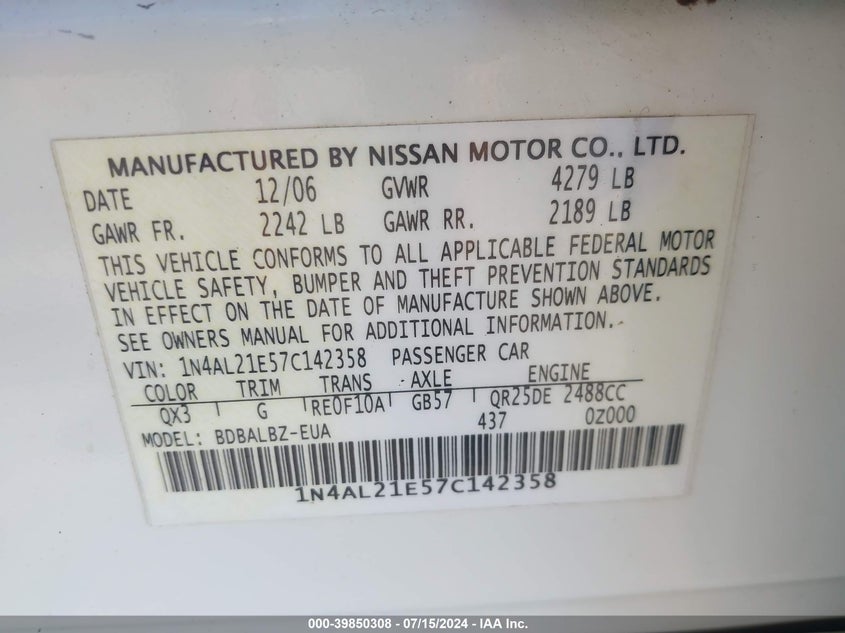 MANUFACTURED BY NISSAN MOTOR CO., LTD.
DATE 12/06 GVWR 4279 LB
GAWR FR. 2242 LB GAWR RR. 2189 LB
THIS VEHICLE CONFORMS TO ALL APPLICABLE FEDERAL MOTOR
VEHICLE SAFETY, BUMPER AND THEFT PREVENTION STANDARDS
IN EFFECT ON THE DATE OF MANUFACTURE SHOWN ABOVE.
SEE OWNERS MANUAL FOR ADDITIONAL INFORMATION.
VIN: 1N4AL21E57C142358 PASSENGER CAR
COLOR TRIM TRANS AXLE ENGINE
QX3 G RE0F10A GB57 QR25DE 2488CC
MODEL: BDBALBZ-EUA 437 0Z000
1N4AL21E57C142358
000-39850308 - 07/15/2024 - IAA Inc.